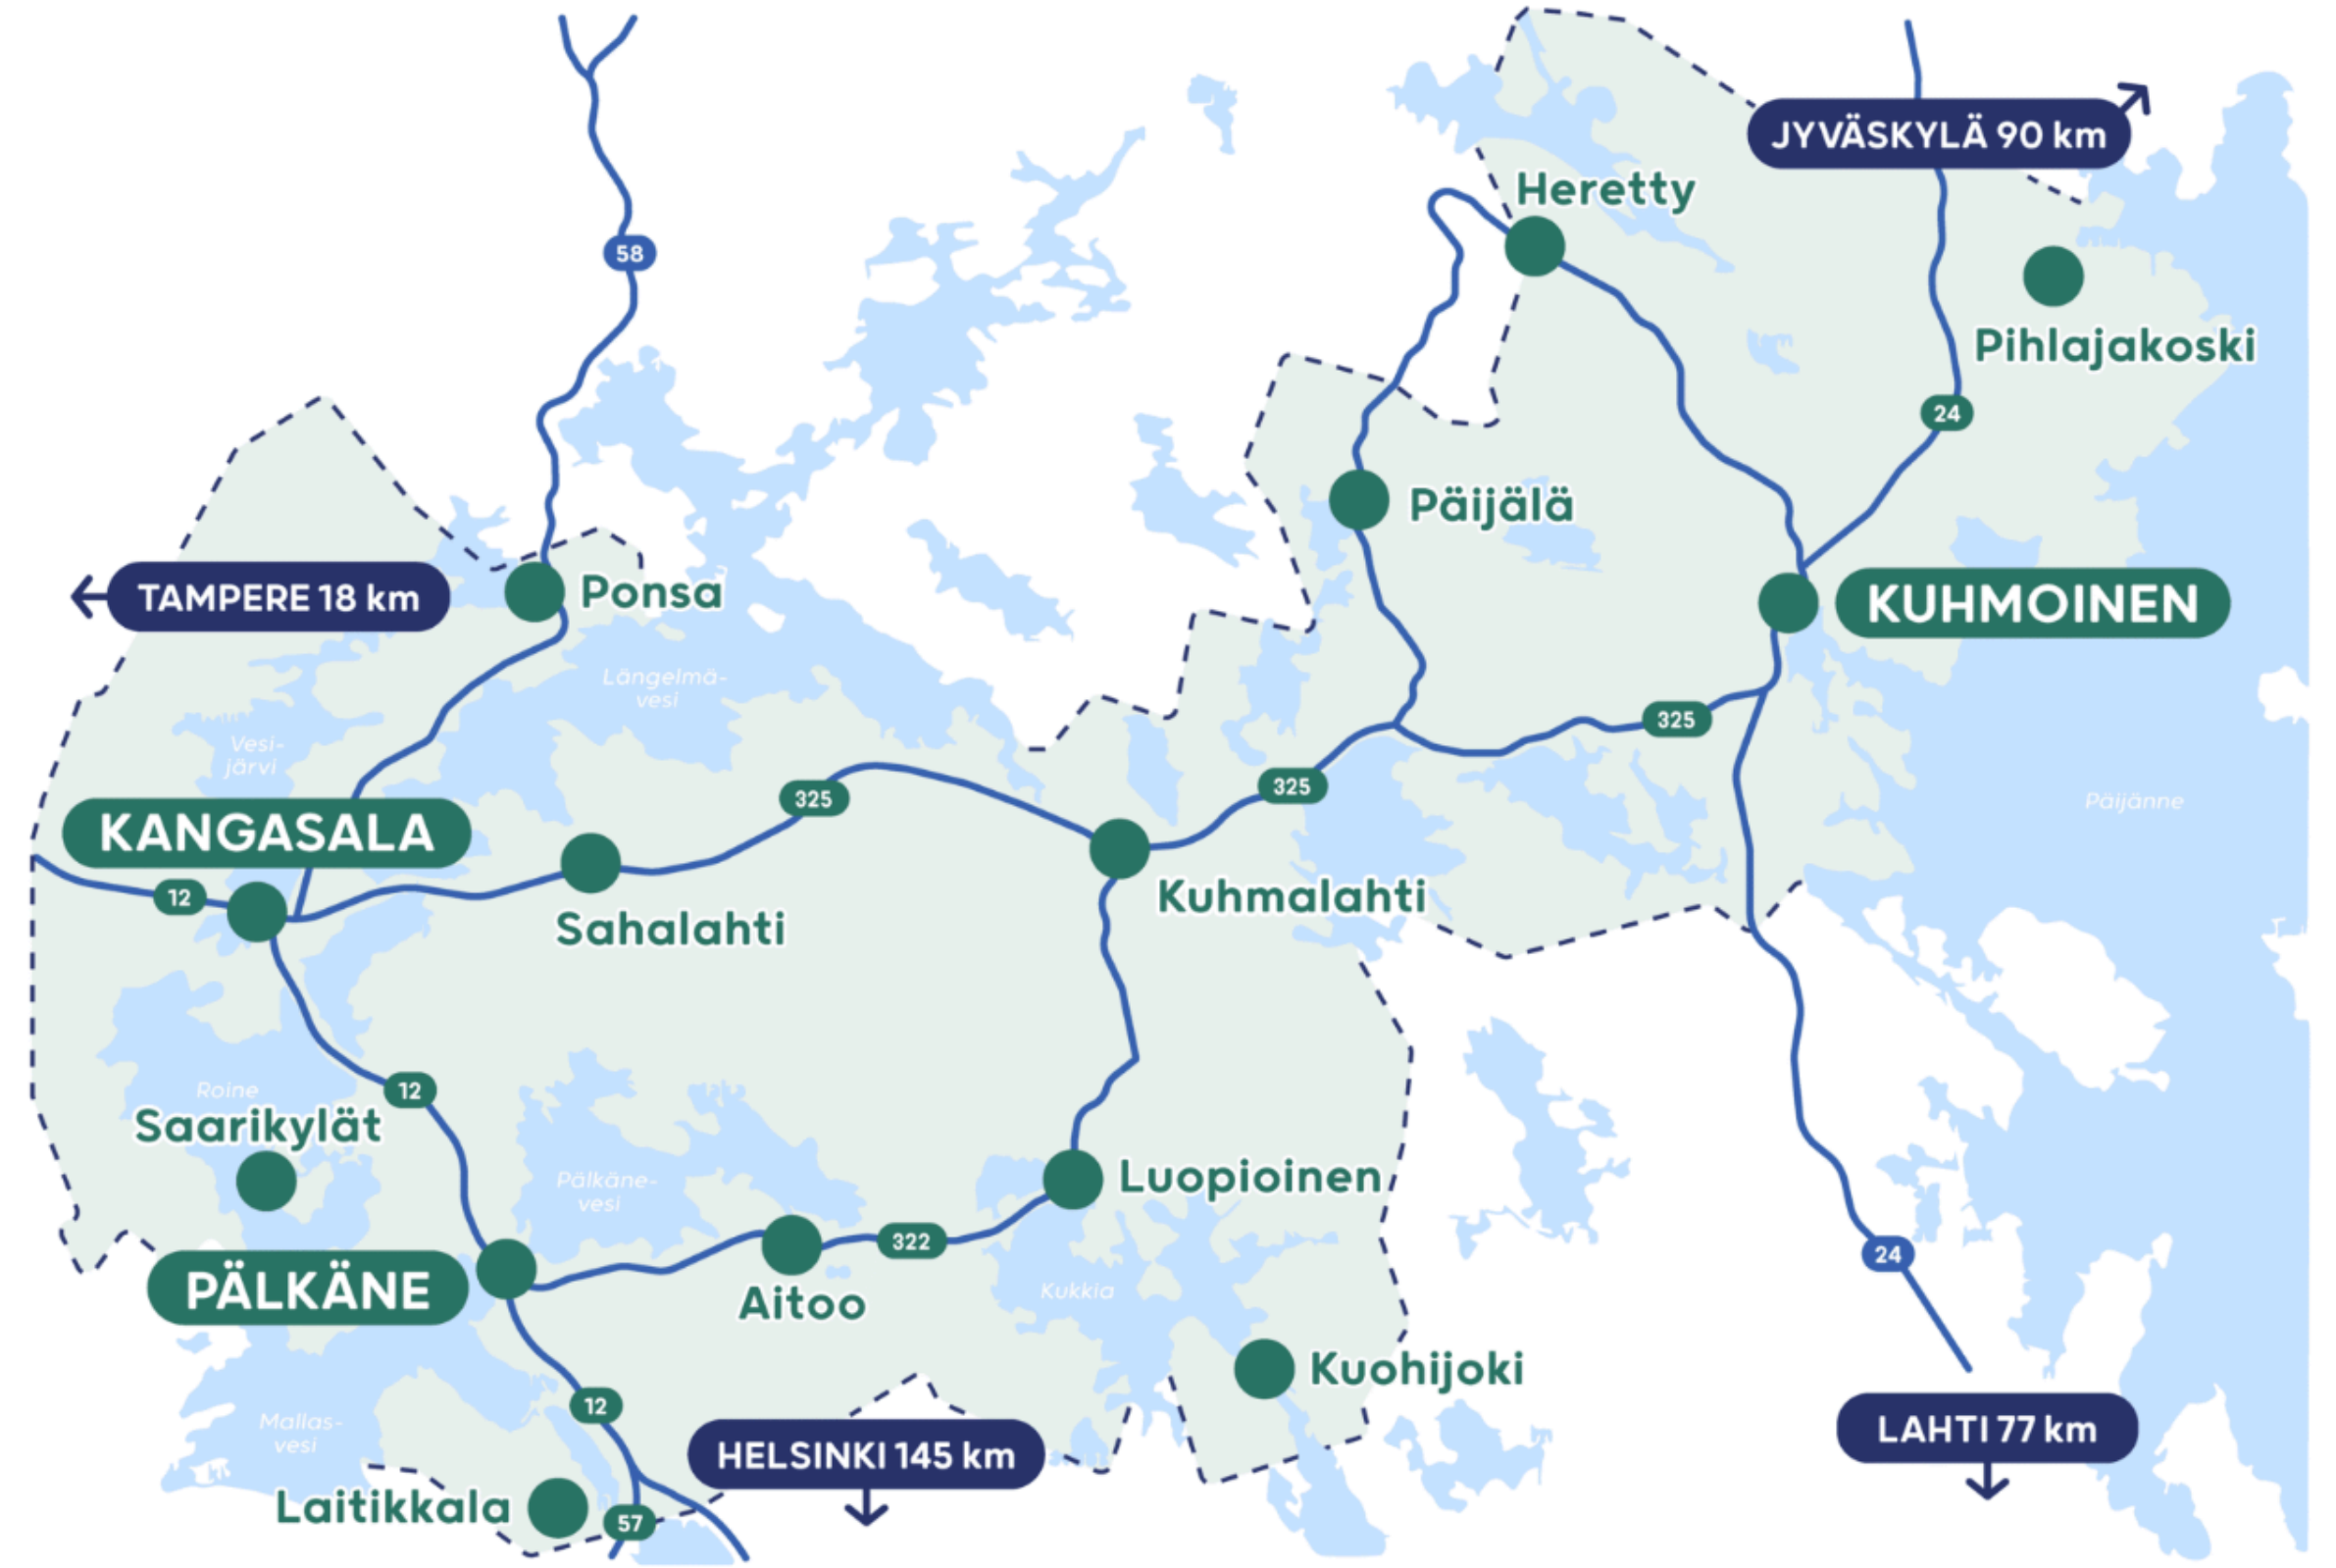 JYVÄSKYLÄ 90 km
Heretty
58
Pihlajakoski
24
Päijälä
TAMPERE 18 km
Ponsa
KUHMOINEN
Längelmä-
vesi
325
Vesi-
järvi
325
325
Päijänne
KANGASALA
12
Sahalahti
Kuhmalahti
12
Roine
Saarikylät
Pälkäne-
vesi
Luopioinen
322
24
PÄLKÄNE
Aitoo
Kukkia
Kuohijoki
12
Mallas-
vesi
HELSINKI 145 km
LAHTI 77 km
Laitikkala
57